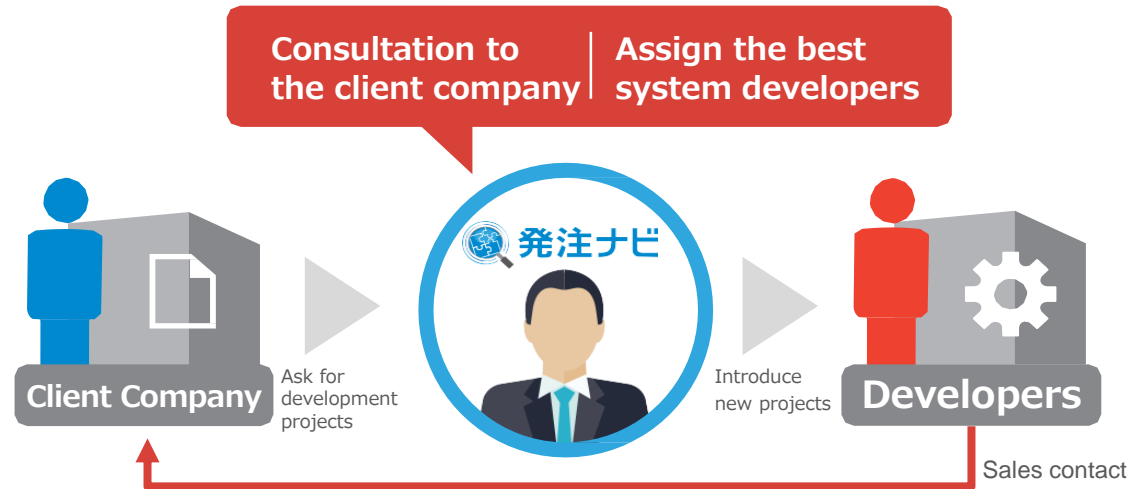 Consultation to
the client company
Assign the best
system developers
発注ナビ
Client Company
Ask for
development
projects
Introduce
new projects
Developers
Sales contact